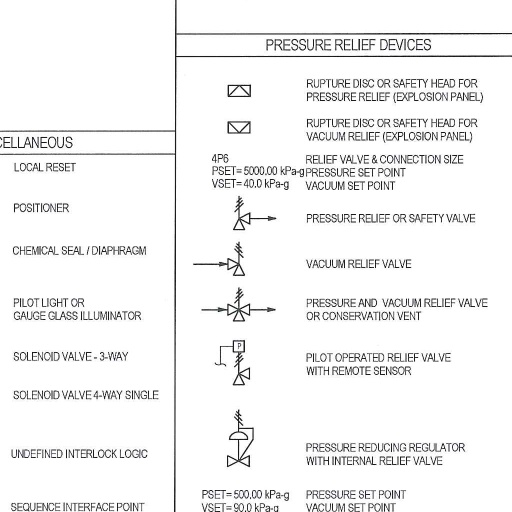 PRESSURE RELIEF DEVICES
RUPTURE DISC OR SAFETY HEAD FOR
PRESSURE RELIEF (EXPLOSION PANEL)
RUPTURE DISC OR SAFETY HEAD FOR
VACUUM RELIEF (EXPLOSION PANEL)
4P6 RELIEF VALVE & CONNECTION SIZE
PSET= 5000.00 kPa-g PRESSURE SET POINT
VSET= 40.0 kPa-g VACUUM SET POINT
PRESSURE RELIEF OR SAFETY VALVE
VACUUM RELIEF VALVE
PRESSURE AND VACUUM RELIEF VALVE
OR CONSERVATION VENT
P
PILOT OPERATED RELIEF VALVE
WITH REMOTE SENSOR
PRESSURE REDUCING REGULATOR
WITH INTERNAL RELIEF VALVE
PSET= 500.00 kPa-g PRESSURE SET POINT
VSET= 90.0 kPa-g VACUUM SET POINT
CELLANEOUS
LOCAL RESET
POSITIONER
CHEMICAL SEAL / DIAPHRAGM
PILOT LIGHT OR
GAUGE GLASS ILLUMINATOR
SOLENOID VALVE - 3-WAY
SOLENOID VALVE 4-WAY SINGLE
UNDEFINED INTERLOCK LOGIC
SEQUENCE INTERFACE POINT